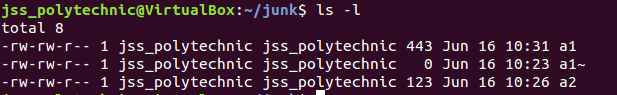 jss_polytechnic@VirtualBox:~/junk$ ls -l
total 8
-rw-rw-r-- 1 jss_polytechnic jss_polytechnic 443 Jun 16 10:31 a1
-rw-rw-r-- 1 jss_polytechnic jss_polytechnic   0 Jun 16 10:23 a1~
-rw-rw-r-- 1 jss_polytechnic jss_polytechnic 123 Jun 16 10:26 a2